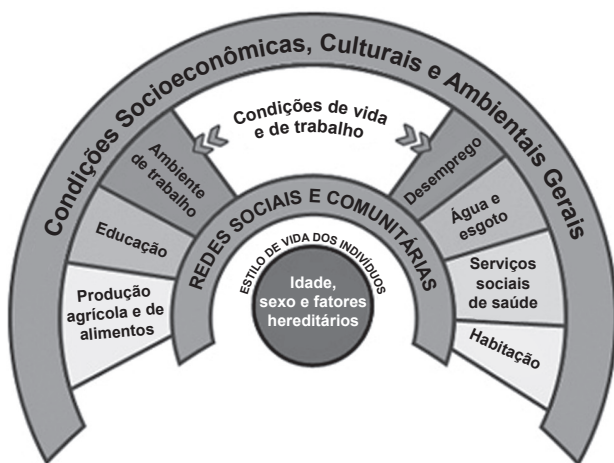 Condições Socioeconômicas, Culturais e Ambientais Gerais
Condições de vida
e de trabalho
Ambiente
de trabalho
Educação
Produção
agrícola e de
alimentos
Desemprego
Água e
esgoto
Serviços
sociais
de saúde
Habitação
REDES SOCIAIS E COMUNITÁRIAS
ESTILO DE VIDA DOS INDIVÍDUOS
Idade,
sexo e fatores
hereditários